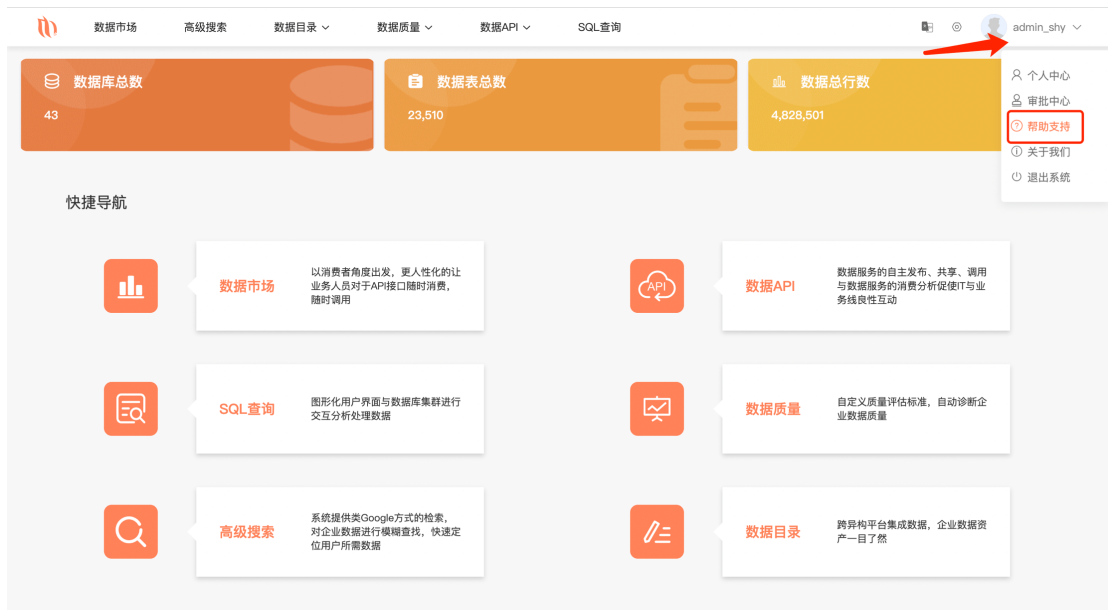 数据市场
高级搜索
数据目录
数据质量
数据API
SQL查询
admin_shy
个人中心
审批中心
帮助支持
关于我们
退出系统
数据库总数
43
数据表总数
23,510
数据总行数
4,828,501
快捷导航
数据市场
以消费者角度出发，更人性化的让
业务人员对于API接口随时消费，
随时调用
API
数据API
数据服务的自主发布、共享、调用
与数据服务的消费分析促使IT与业
务线良性互动
SQL查询
图形化用户界面与数据库集群进行
交互分析处理数据
数据质量
自定义质量评估标准，自动诊断企
业数据质量
高级搜索
系统提供类Google方式的检索，
对企业数据进行模糊查找，快速定
位用户所需数据
数据目录
跨异构平台集成数据，企业数据资
产一目了然